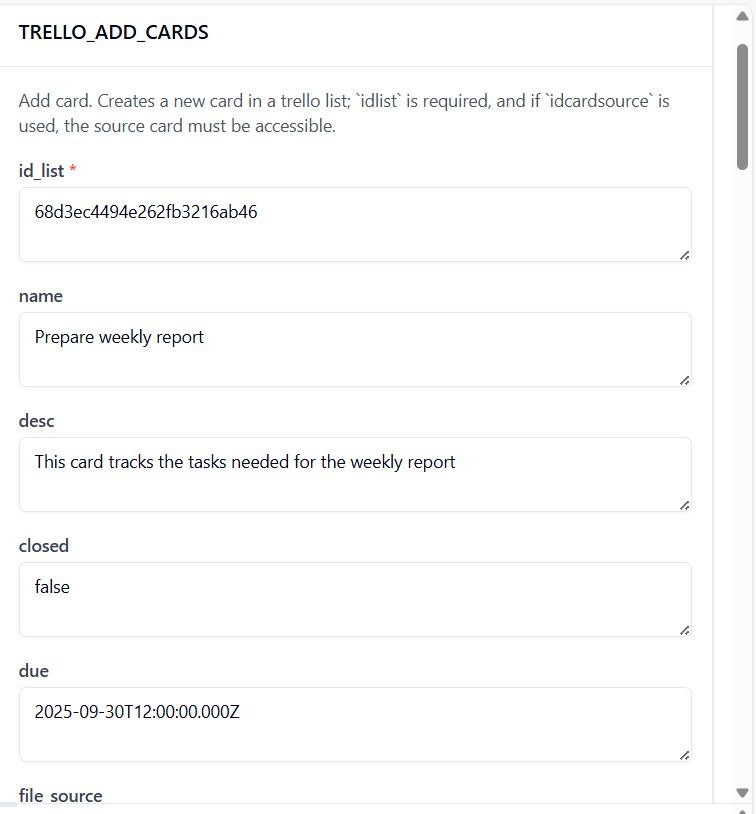 TRELLO_ADD_CARDS
Add card. Creates a new card in a trello list; `idlist` is required, and if `idcardsource` is
used, the source card must be accessible.
id_list *
68d3ec4494e262fb3216ab46
name
Prepare weekly report
desc
This card tracks the tasks needed for the weekly report
closed
false
due
2025-09-30T12:00:00.000Z
file_source